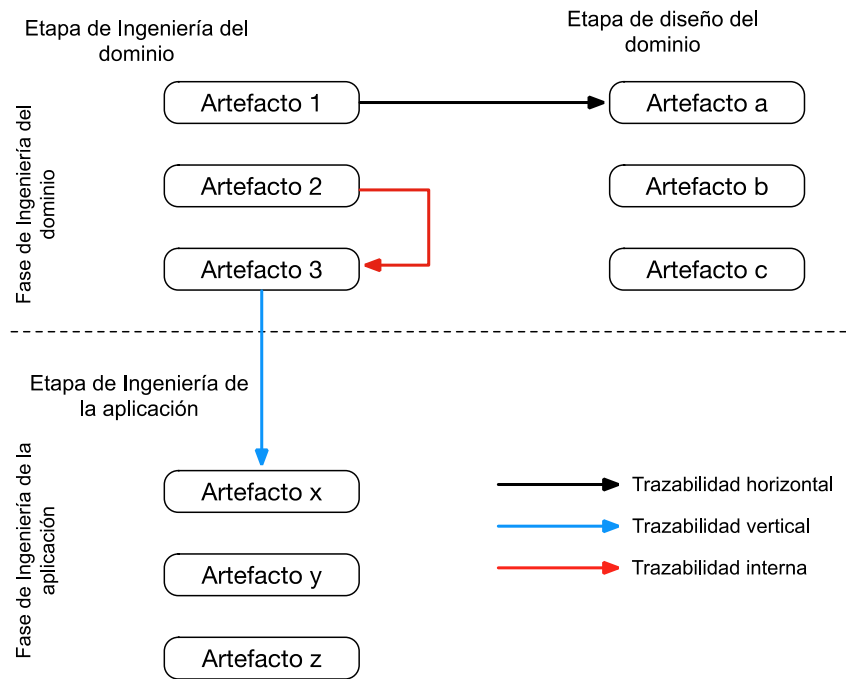 Etapa de Ingeniería del
dominio
Etapa de diseño del
dominio
Fase de Ingeniería del
dominio
Artefacto 1
Artefacto a
Artefacto 2
Artefacto b
Artefacto 3
Artefacto c
Etapa de Ingeniería de
la aplicación
Fase de Ingeniería de la
aplicación
Artefacto x
Artefacto y
Artefacto z
Trazabilidad horizontal
Trazabilidad vertical
Trazabilidad interna